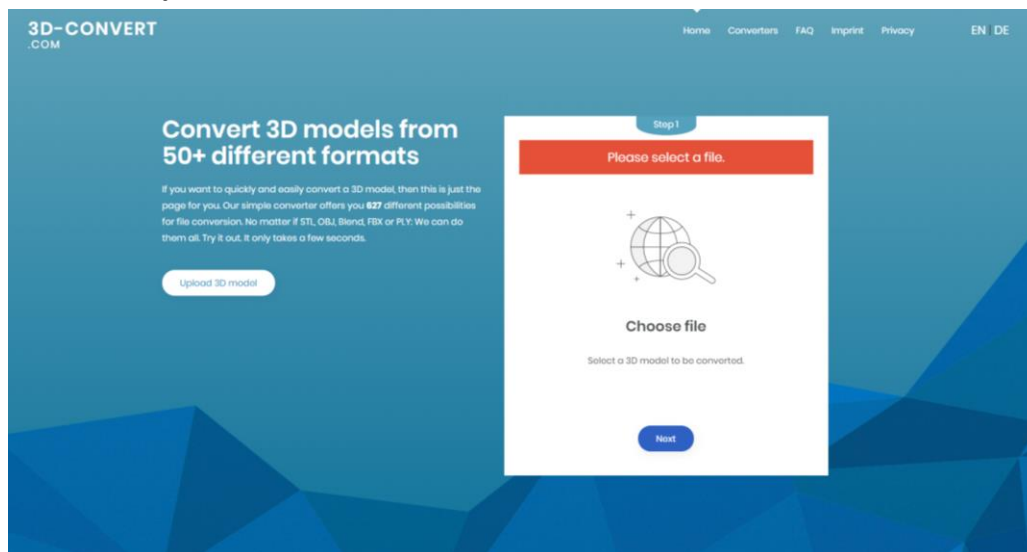 3D-CONVERT
.COM
Home Converters FAQ Imprint Privacy
EN | DE
Convert 3D models from
50+ different formats
If you want to quickly and easily convert a 3D model, then this is just the
page for you. Our simple converter offers you 627 different possibilities
for file conversion. No matter if STL, OBJ, Blend, FBX or PLY: We can do
them all. Try it out. It only takes a few seconds.
Upload 3D model
Step 1
Please select a file.
Choose file
Select a 3D model to be converted.
Next